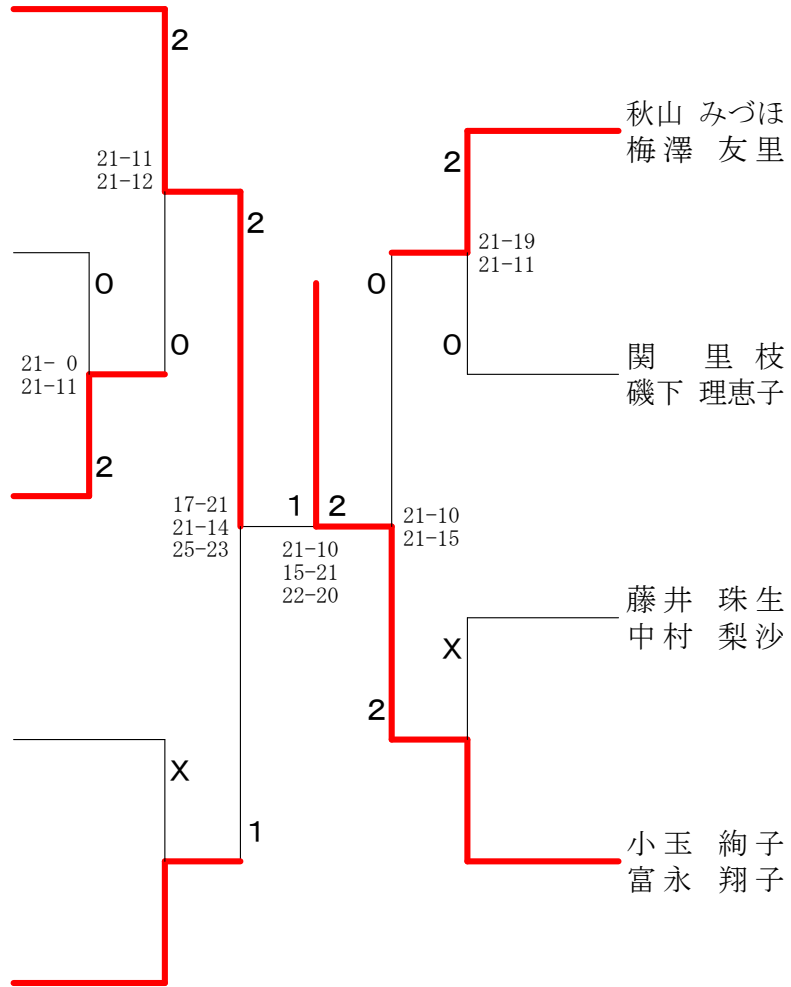 2
秋山 みづほ
梅澤 友里
21-11
21-12
2
2
21-19
21-11
0
0
0
0
関 里枝
磯下 理恵子
21- 0
21-11
2
17-21
21-14
25-23
1
2
21-10
21-15
21-10
15-21
22-20
藤井 珠生
中村 梨沙
X
2
X
1
小玉 絢子
富永 翔子